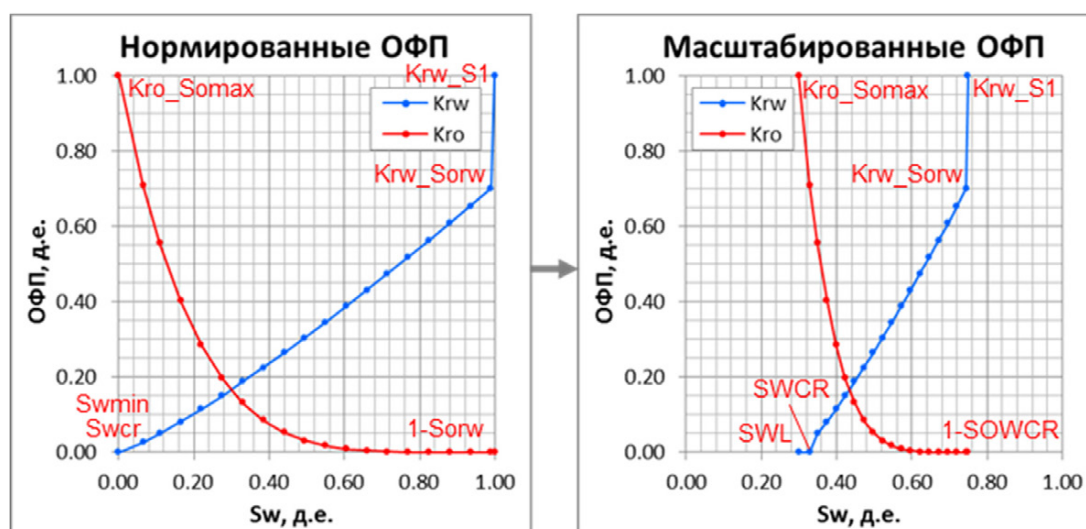 Нормированные ОФП
1.00
0.80
0.60
0.40
0.20
0.00
ОФП, д.е.
Kro_Somax
Krw_S1
Krw
Kro
Krw_Sorw
Swmin
Swcr
1-Sorw
0.00 0.20 0.40 0.60 0.80 1.00
Sw, д.е.
Масштабированные ОФП
1.00
0.80
0.60
0.40
0.20
0.00
ОФП, д.е.
Kro_Somax
Krw_S1
Krw
Kro
Krw_Sorw
SWCR
SWL
1-SOWCR
0.00 0.20 0.40 0.60 0.80 1.00
Sw, д.е.